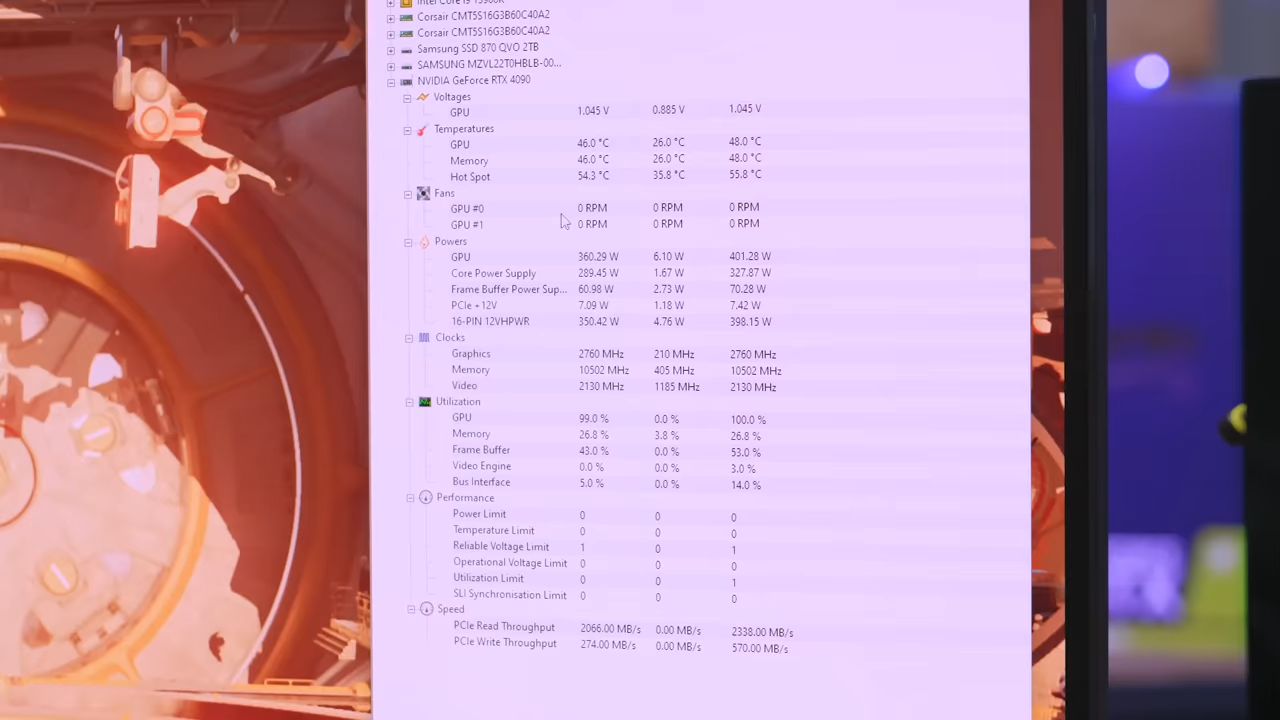 Intel Core i9 13900K
Corsair CMT5S16G3B60C40A2
Corsair CMT5S16G3B60C40A2
Samsung SSD 870 QVO 2TB
SAMSUNG MZVL22T0HBLB-00...
NVIDIA GeForce RTX 4090
Voltages
GPU 1.045 V 0.885 V 1.045 V
Temperatures
GPU 46.0 °C 26.0 °C 48.0 °C
Memory 46.0 °C 26.0 °C 48.0 °C
Hot Spot 54.3 °C 35.8 °C 55.8 °C
Fans
GPU #0 0 RPM 0 RPM 0 RPM
GPU #1 0 RPM 0 RPM 0 RPM
Powers
GPU 360.29 W 6.10 W 401.28 W
Core Power Supply 289.45 W 1.67 W 327.87 W
Frame Buffer Power Sup... 60.98 W 2.73 W 70.28 W
PCIe +12V 7.09 W 1.18 W 7.42 W
16-PIN 12VHPWR 350.42 W 4.76 W 398.15 W
Clocks
Graphics 2760 MHz 210 MHz 2760 MHz
Memory 10502 MHz 405 MHz 10502 MHz
Video 2130 MHz 1185 MHz 2130 MHz
Utilization
GPU 99.0 % 0.0 % 100.0 %
Memory 26.8 % 3.8 % 26.8 %
Frame Buffer 43.0 % 0.0 % 53.0 %
Video Engine 0.0 % 0.0 % 3.0 %
Bus Interface 5.0 % 0.0 % 14.0 %
Performance
Power Limit 0 0 0
Temperature Limit 0 0 0
Reliable Voltage Limit 1 0 1
Operational Voltage Limit 0 0 0
Utilization Limit 0 0 1
SLI Synchronisation Limit 0 0 0
Speed
PCIe Read Throughput 2066.00 MB/s 0.00 MB/s 2338.00 MB/s
PCIe Write Throughput 274.00 MB/s 0.00 MB/s 570.00 MB/s